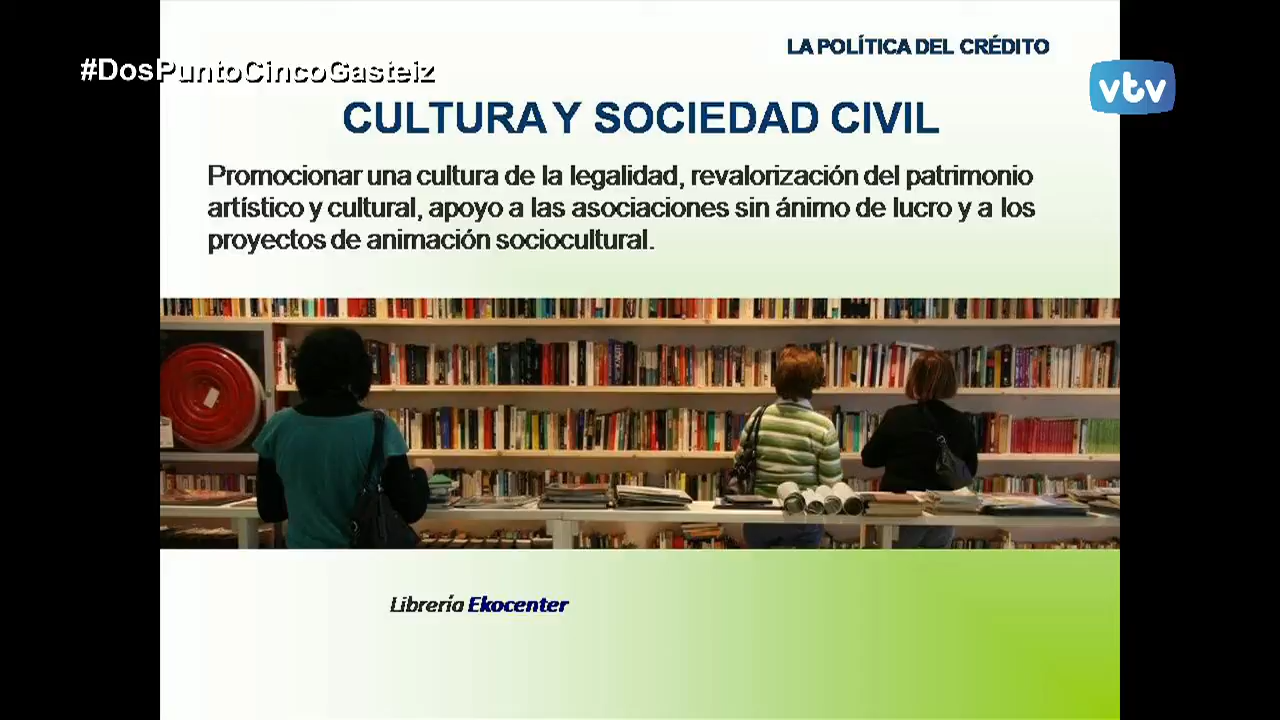 LA POLÍTICA DEL CRÉDITO
#DosPuntoCincoGasteiz
vtv
CULTURA Y SOCIEDAD CIVIL
Promocionar una cultura de la legalidad, revalorización del patrimonio
artístico y cultural, apoyo a las asociaciones sin ánimo de lucro y a los
proyectos de animación sociocultural.
Librería Ekocenter